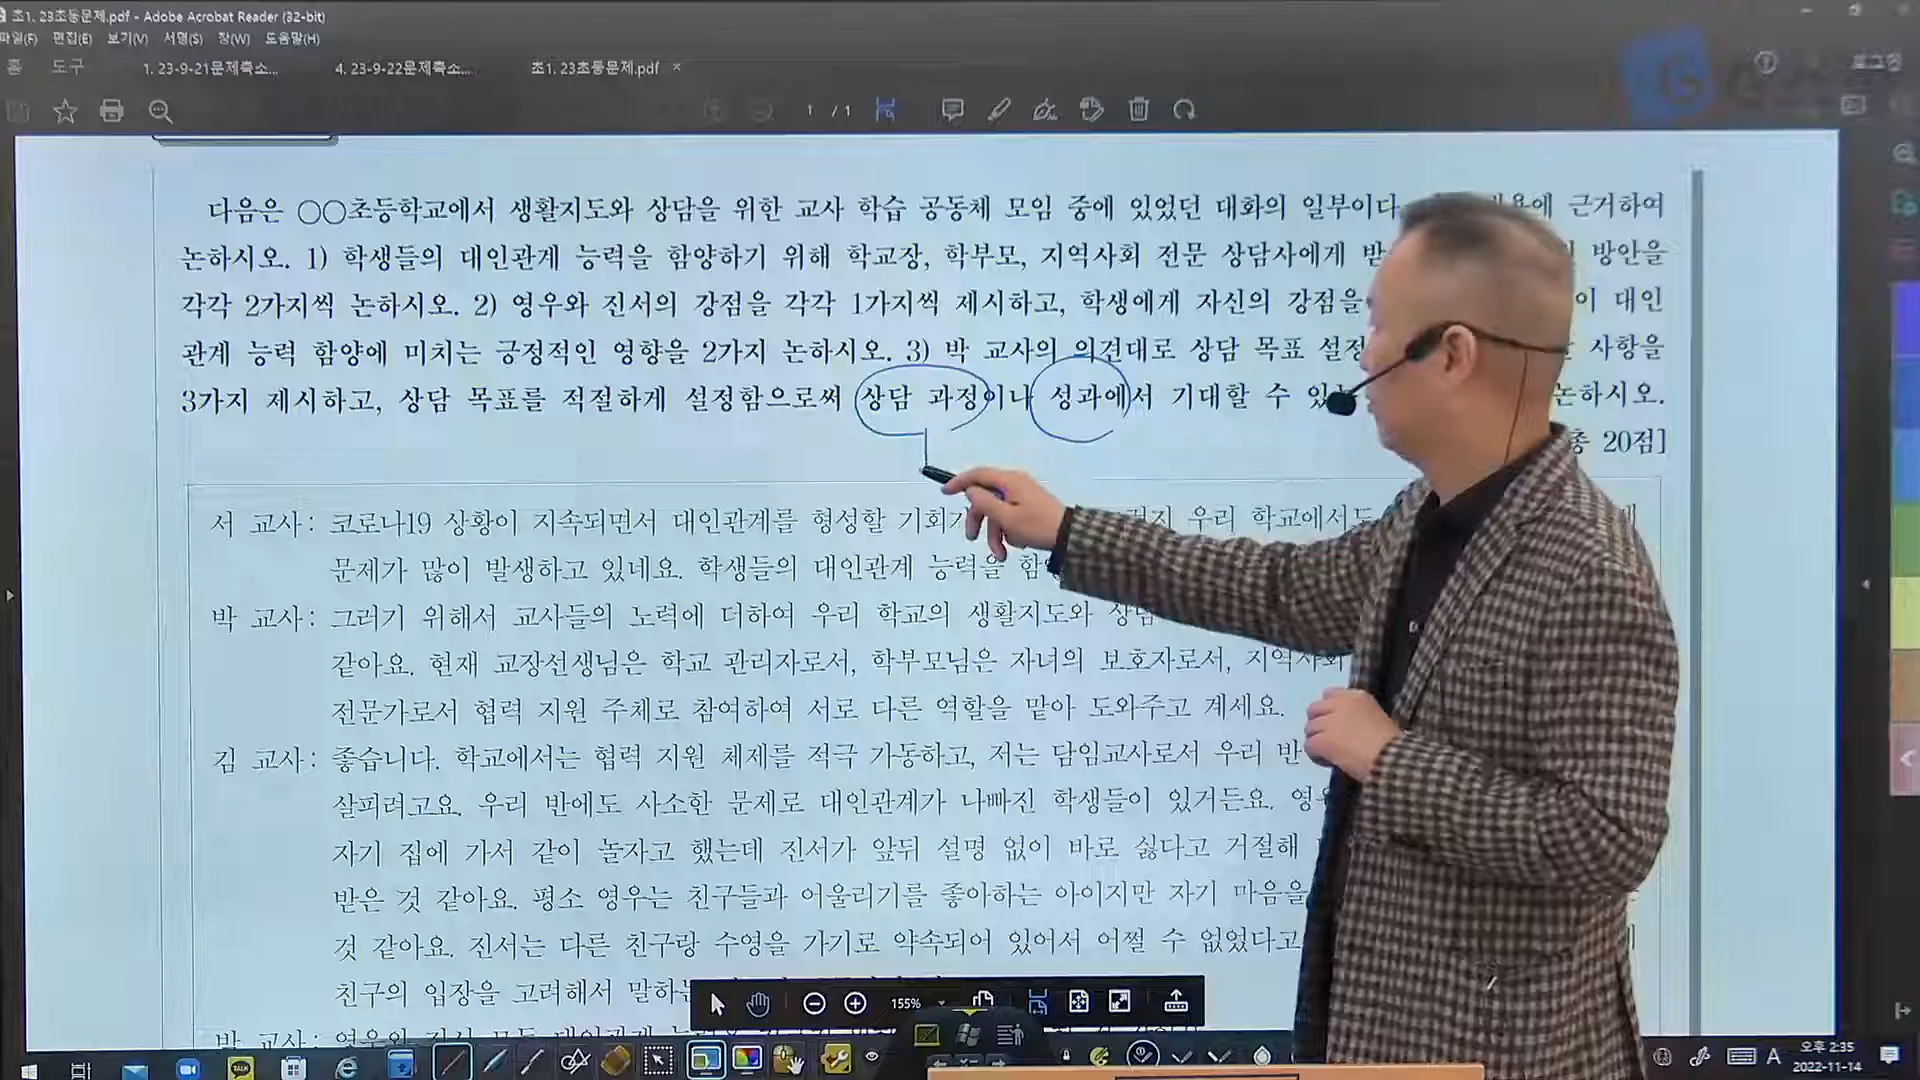 초1. 23초등문제.pdf - Adobe Acrobat Reader (32-bit)
파일(F) 편집(E) 보기(V) 서명(S) 창(W) 도움말(H)
홈 도구 1. 23-9-21문제축소... 4. 23-9-22문제축소.... 초1. 23초등문제.pdf × 로그인
1 / 1
다음은 ○○초등학교에서 생활지도와 상담을 위한 교사 학습 공동체 모임 중에 있었던 대화의 일부이다 근거하여
논하시오. 1) 학생들의 대인관계 능력을 함양하기 위해 학교장, 학부모, 지역사회 전문 상담사에게 받 방안을
각각 2가지씩 논하시오. 2) 영우와 진서의 강점을 각각 1가지씩 제시하고, 학생에게 자신의 강점을 이 대인
관계 능력 함양에 미치는 긍정적인 영향을 2가지 논하시오. 3) 박 교사의 의견대로 상담 목표 설정 사항을
3가지 제시하고, 상담 목표를 적절하게 설정함으로써 상담 과정이나 성과에서 기대할 수 있 논하시오.
총 20점]
서 교사: 코로나19 상황이 지속되면서 대인관계를 형성할 기회가 우리 학교에서도
문제가 많이 발생하고 있네요. 학생들의 대인관계 능력을 함
박 교사: 그러기 위해서 교사들의 노력에 더하여 우리 학교의 생활지도와 상담
같아요. 현재 교장선생님은 학교 관리자로서, 학부모님은 자녀의 보호자로서, 지역사회
전문가로서 협력 지원 주체로 참여하여 서로 다른 역할을 맡아 도와주고 계세요.
김 교사: 좋습니다. 학교에서는 협력 지원 체제를 적극 가동하고, 저는 담임교사로서 우리 반
살피려고요. 우리 반에도 사소한 문제로 대인관계가 나빠진 학생들이 있거든요. 영우
자기 집에 가서 같이 놀자고 했는데 진서가 앞뒤 설명 없이 바로 싫다고 거절해
받은 것 같아요. 평소 영우는 친구들과 어울리기를 좋아하는 아이지만 자기 마음을
것 같아요. 진서는 다른 친구랑 수영을 가기로 약속되어 있어서 어쩔 수 없었다고
친구의 입장을 고려해서 말하는
박 교사: 영우와 진서 모두 대인관계 능력을
155%
A 오후 2:35
2022-11-14